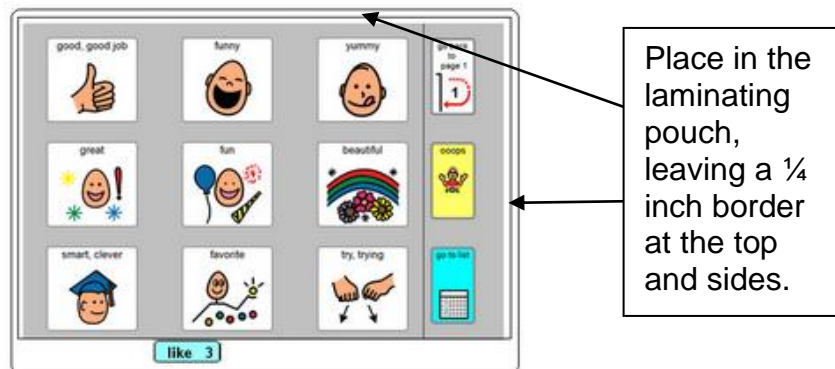 good, good job
funny
yummy
go back
to
page 1
1
great
fun
beautiful
ooops
smart, clever
favorite
try, trying
go to list
like 3
Place in the
laminating
pouch,
leaving a ¼
inch border
at the top
and sides.